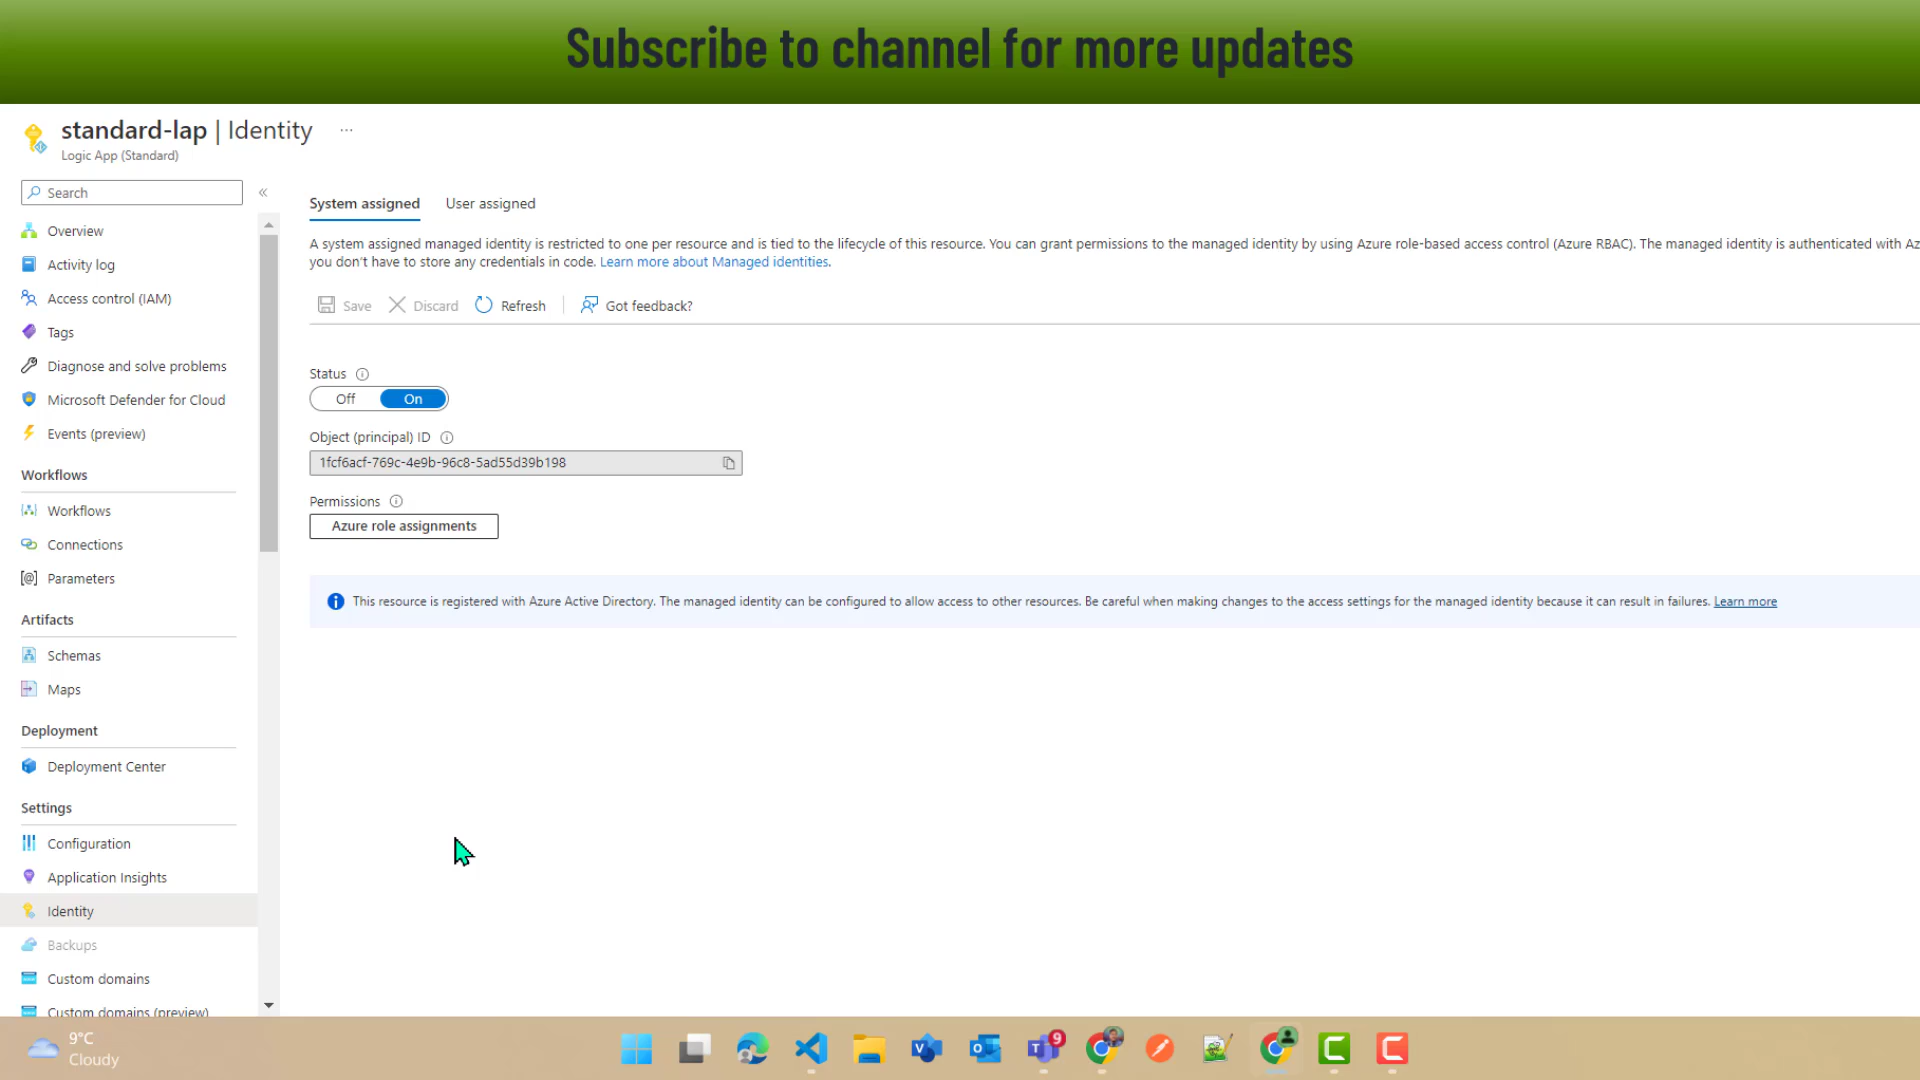 Subscribe to channel for more updates
standard-lap | Identity ...
Logic App (Standard)
Search
Overview
Activity log
Access control (IAM)
Tags
Diagnose and solve problems
Microsoft Defender for Cloud
Events (preview)
Workflows
Workflows
Connections
Parameters
Artifacts
Schemas
Maps
Deployment
Deployment Center
Settings
Configuration
Application Insights
Identity
Backups
Custom domains
Custom domains (preview)
System assigned User assigned
A system assigned managed identity is restricted to one per resource and is tied to the lifecycle of this resource. You can grant permissions to the managed identity by using Azure role-based access control (Azure RBAC). The managed identity is authenticated with Az
you don't have to store any credentials in code. Learn more about Managed identities.
Save Discard Refresh Got feedback?
Status
Off On
Object (principal) ID
1fcf6acf-769c-4e9b-96c8-5ad55d39b198
Permissions
Azure role assignments
This resource is registered with Azure Active Directory. The managed identity can be configured to allow access to other resources. Be careful when making changes to the access settings for the managed identity because it can result in failures. Learn more
9°C
Cloudy
9